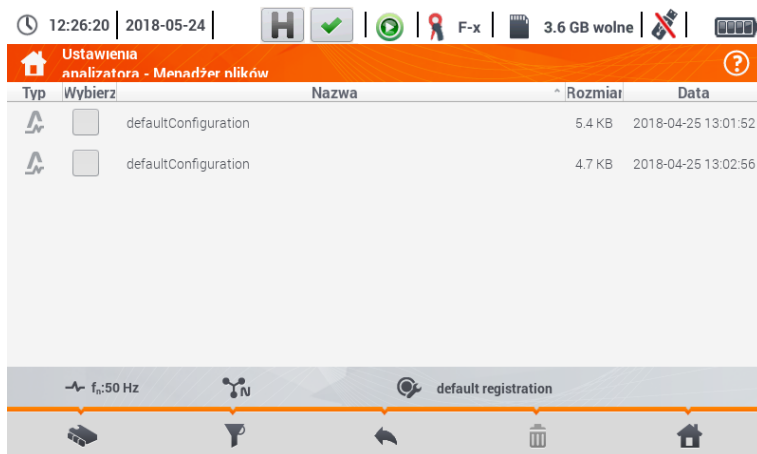 12:26:20 2018-05-24 H F-x 3.6 GB wolne
Ustawienia
analizatora - Menadżer plików ?
Typ Wybierz Nazwa Rozmiar Data
defaultConfiguration 5.4 KB 2018-04-25 13:01:52
defaultConfiguration 4.7 KB 2018-04-25 13:02:56
fn:50 Hz N default registration